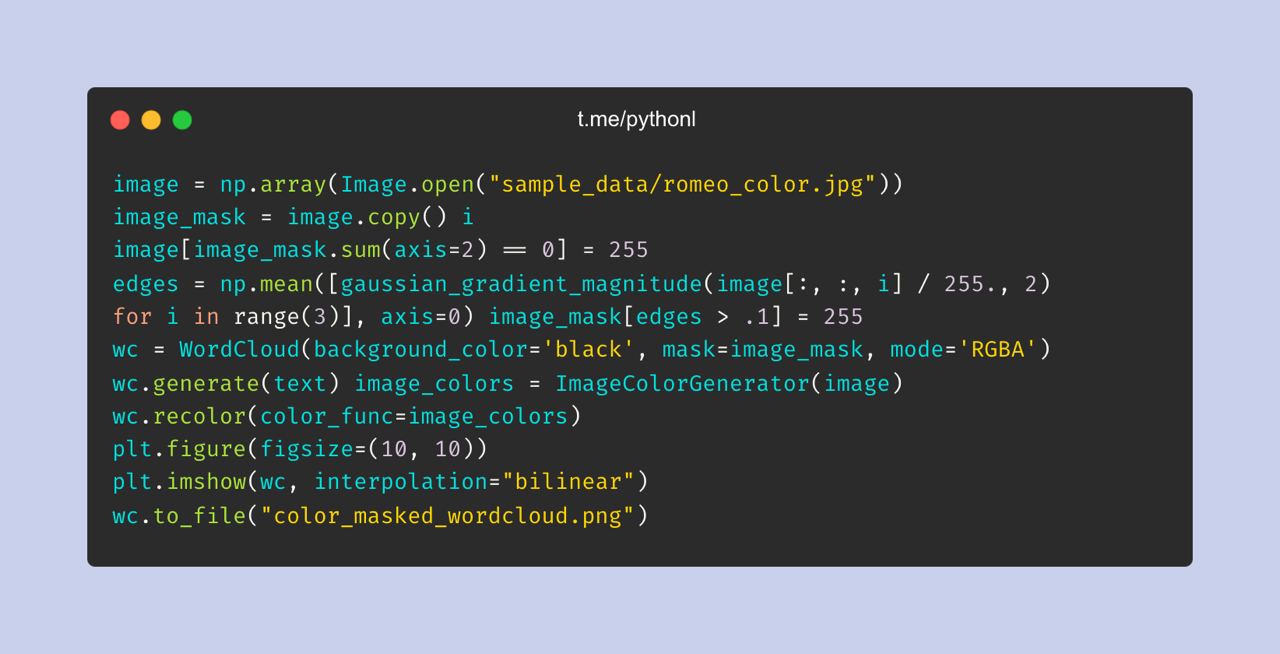 t.me/pythonl
image = np.array(Image.open("sample_data/romeo_color.jpg"))
image_mask = image.copy() i
image[image_mask.sum(axis=2) == 0] = 255
edges = np.mean([gaussian_gradient_magnitude(image[:, :, i] / 255., 2)
for i in range(3)], axis=0) image_mask[edges > .1] = 255
wc = WordCloud(background_color='black', mask=image_mask, mode='RGBA')
wc.generate(text) image_colors = ImageColorGenerator(image)
wc.recolor(color_func=image_colors)
plt.figure(figsize=(10, 10))
plt.imshow(wc, interpolation="bilinear")
wc.to_file("color_masked_wordcloud.png")